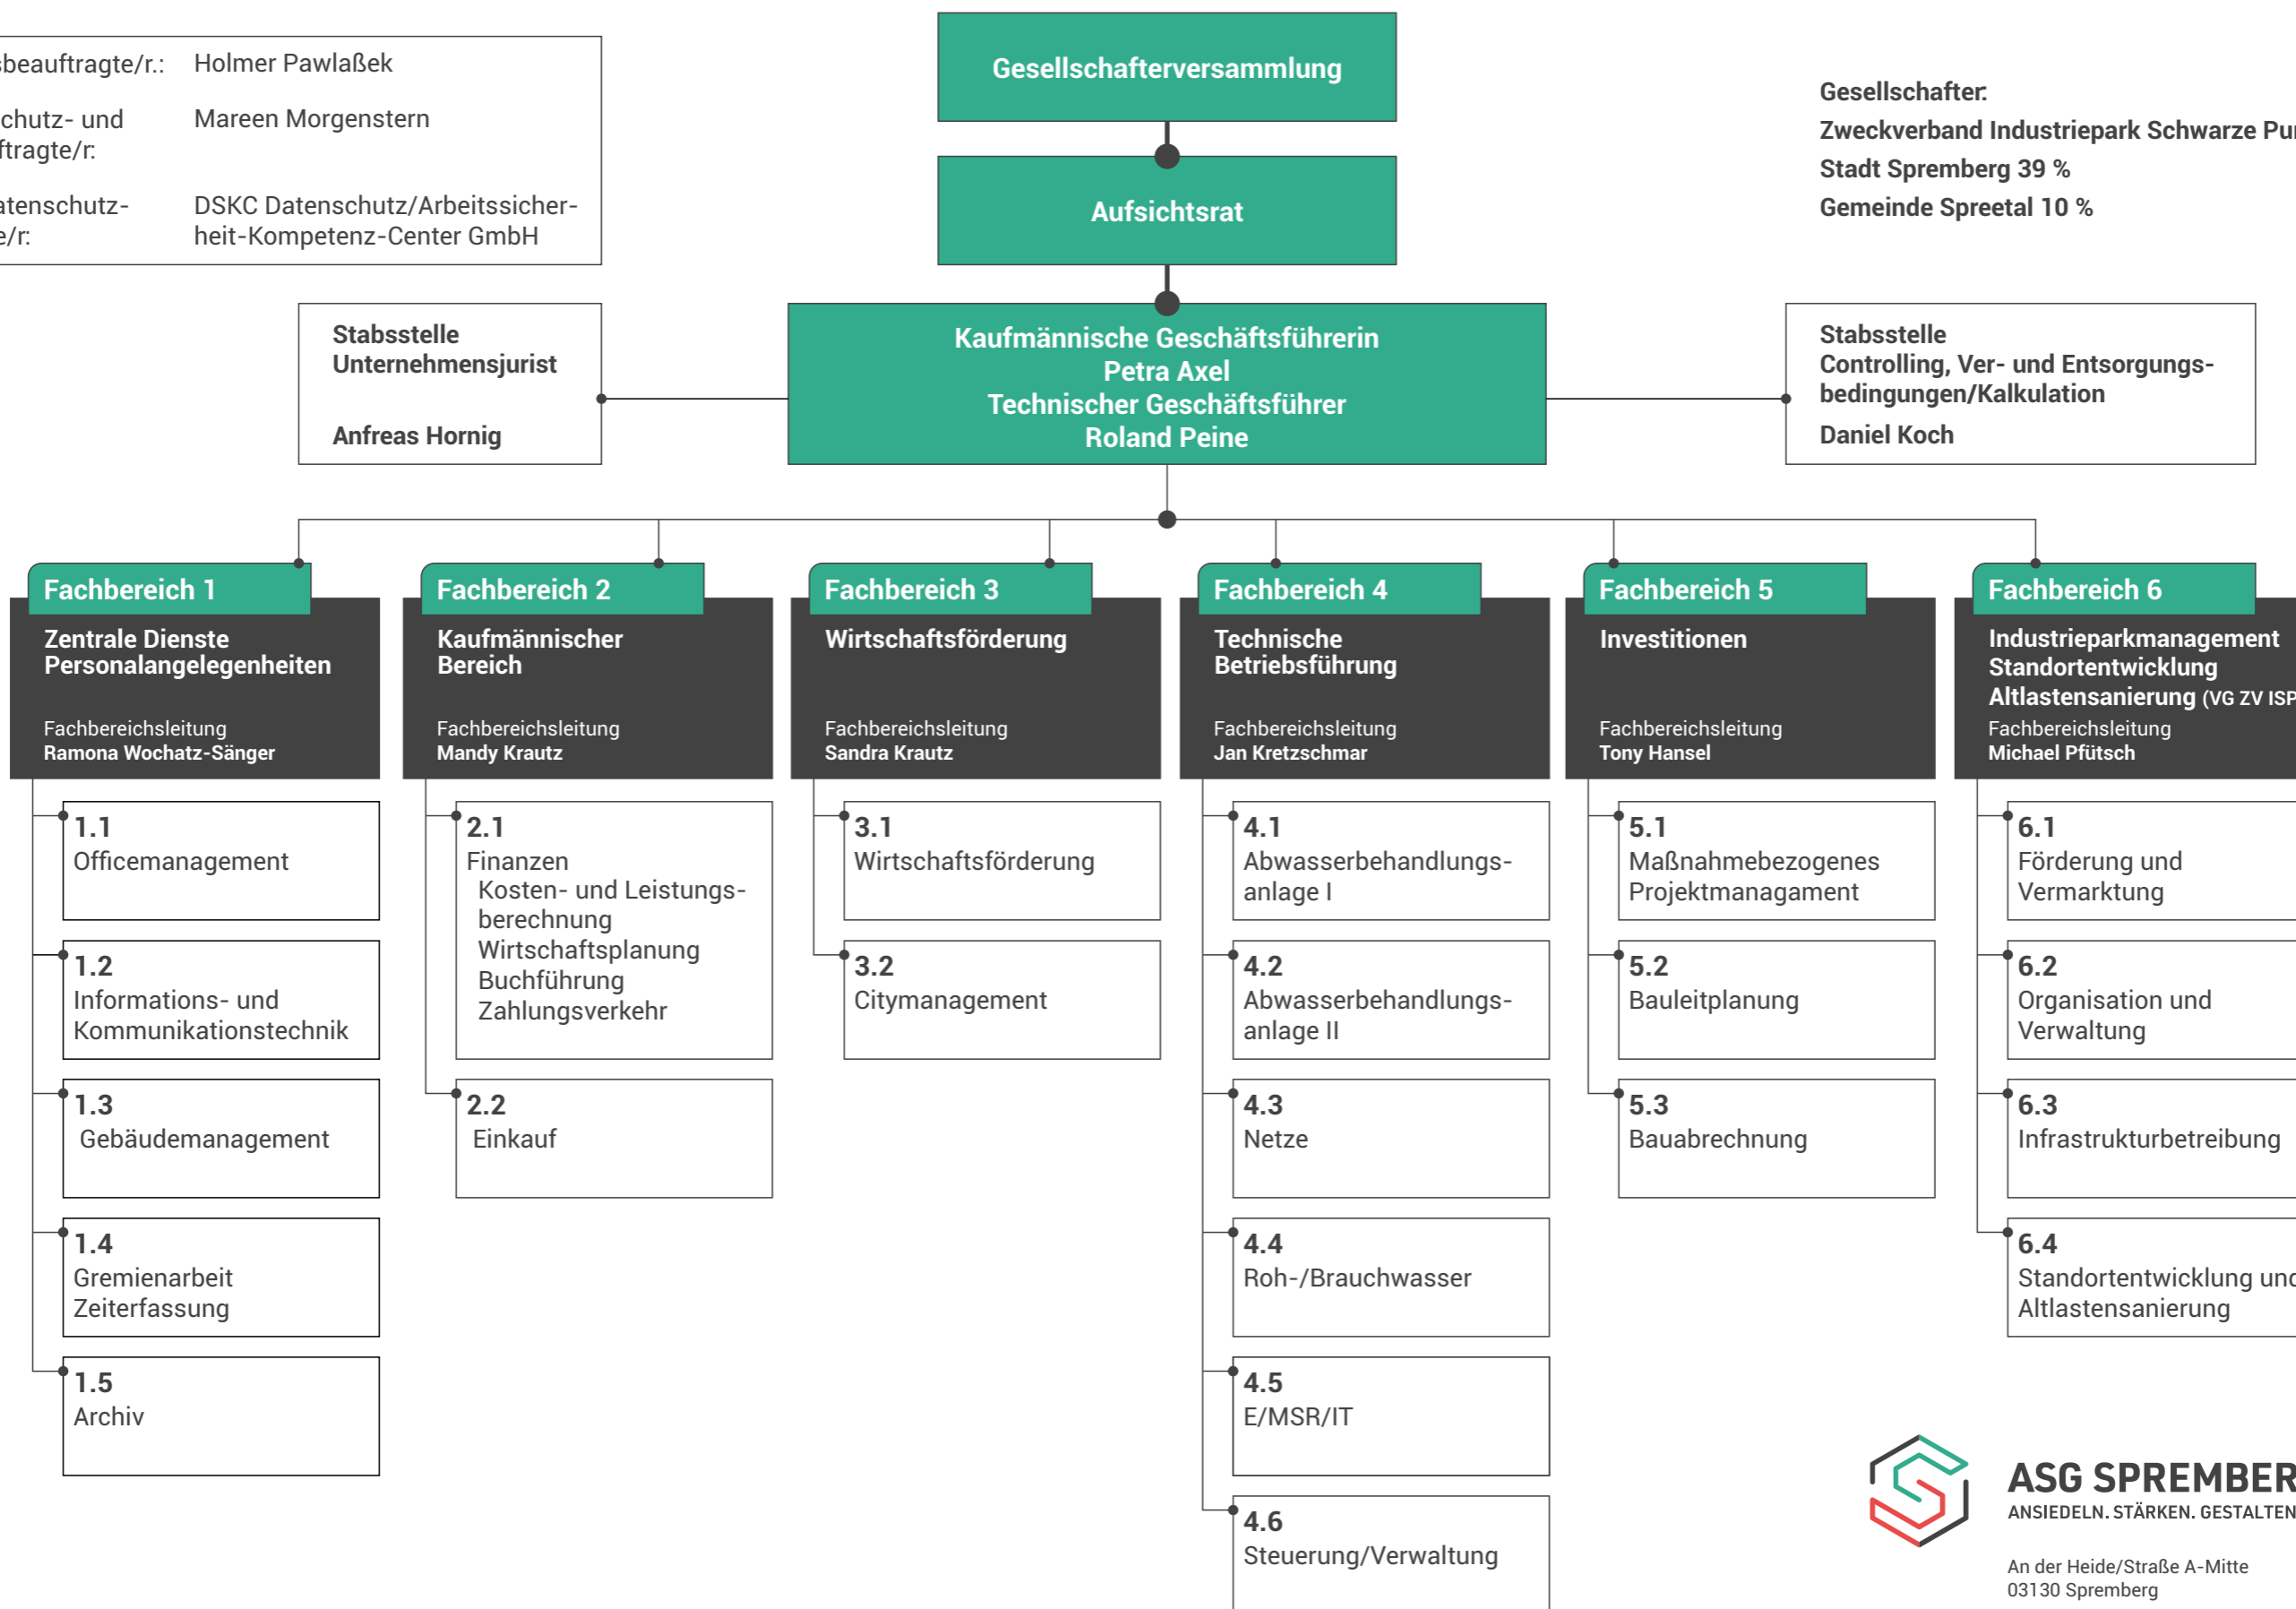 sbeauftragte/r.: Holmer Pawlaßek
chutz- und Mareen Morgenstern
ftragte/r:
atenschutz- DSKC Datenschutz/Arbeitssicher-
e/r: heit-Kompetenz-Center GmbH
Gesellschafterversammlung
Aufsichtsrat
Gesellschafter:
Zweckverband Industriepark Schwarze Pu
Stadt Spremberg 39 %
Gemeinde Spreetal 10 %
Stabsstelle
Unternehmensjurist
Anfreas Hornig
Kaufmännische Geschäftsführerin
Petra Axel
Technischer Geschäftsführer
Roland Peine
Stabsstelle
Controlling, Ver- und Entsorgungs-
bedingungen/Kalkulation
Daniel Koch
Fachbereich 1
Zentrale Dienste
Personalangelegenheiten
Fachbereichsleitung
Ramona Wochatz-Sänger
1.1
Officemanagement
1.2
Informations- und
Kommunikationstechnik
1.3
Gebäudemanagement
1.4
Gremienarbeit
Zeiterfassung
1.5
Archiv
Fachbereich 2
Kaufmännischer
Bereich
Fachbereichsleitung
Mandy Krautz
2.1
Finanzen
Kosten- und Leistungs-
berechnung
Wirtschaftsplanung
Buchführung
Zahlungsverkehr
2.2
Einkauf
Fachbereich 3
Wirtschaftsförderung
Fachbereichsleitung
Sandra Krautz
3.1
Wirtschaftsförderung
3.2
Citymanagement
Fachbereich 4
Technische
Betriebsführung
Fachbereichsleitung
Jan Kretzschmar
4.1
Abwasserbehandlungs-
anlage I
4.2
Abwasserbehandlungs-
anlage II
4.3
Netze
4.4
Roh-/Brauchwasser
4.5
E/MSR/IT
4.6
Steuerung/Verwaltung
Fachbereich 5
Investitionen
Fachbereichsleitung
Tony Hansel
5.1
Maßnahmebezogenes
Projektmanagament
5.2
Bauleitplanung
5.3
Bauabrechnung
Fachbereich 6
Industrieparkmanagement
Standortentwicklung
Altlastensanierung (VG ZV ISP
Fachbereichsleitung
Michael Pfütsch
6.1
Förderung und
Vermarktung
6.2
Organisation und
Verwaltung
6.3
Infrastrukturbetreibung
6.4
Standortentwicklung und
Altlastensanierung
ASG SPREMBER
ANSIEDELN. STÄRKEN. GESTALTEN
An der Heide/Straße A-Mitte
03130 Spremberg